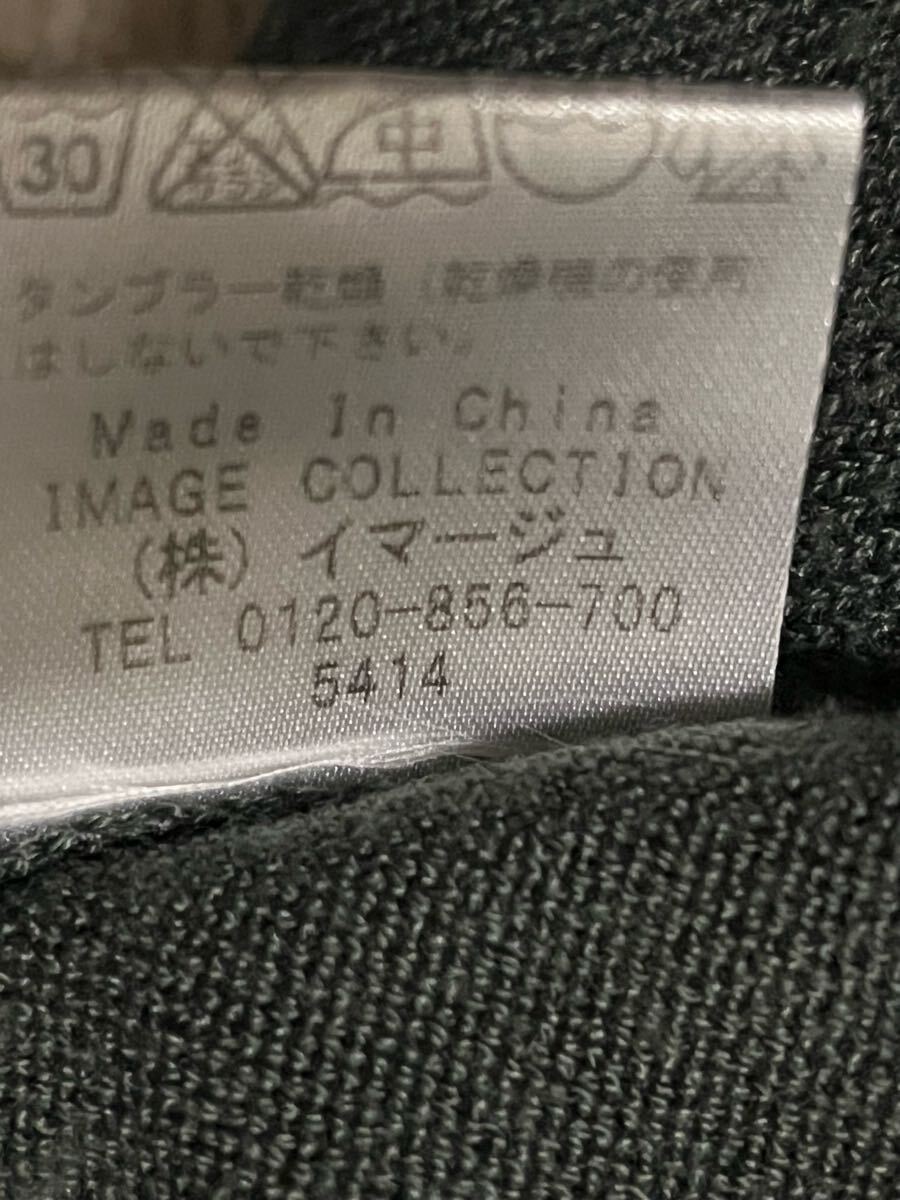 30 中
タンブラー乾燥（乾燥機の使用
はしないで下さい。
Made In China
IMAGE COLLECTION
(株) イマージュ
TEL 0120-856-700
5414